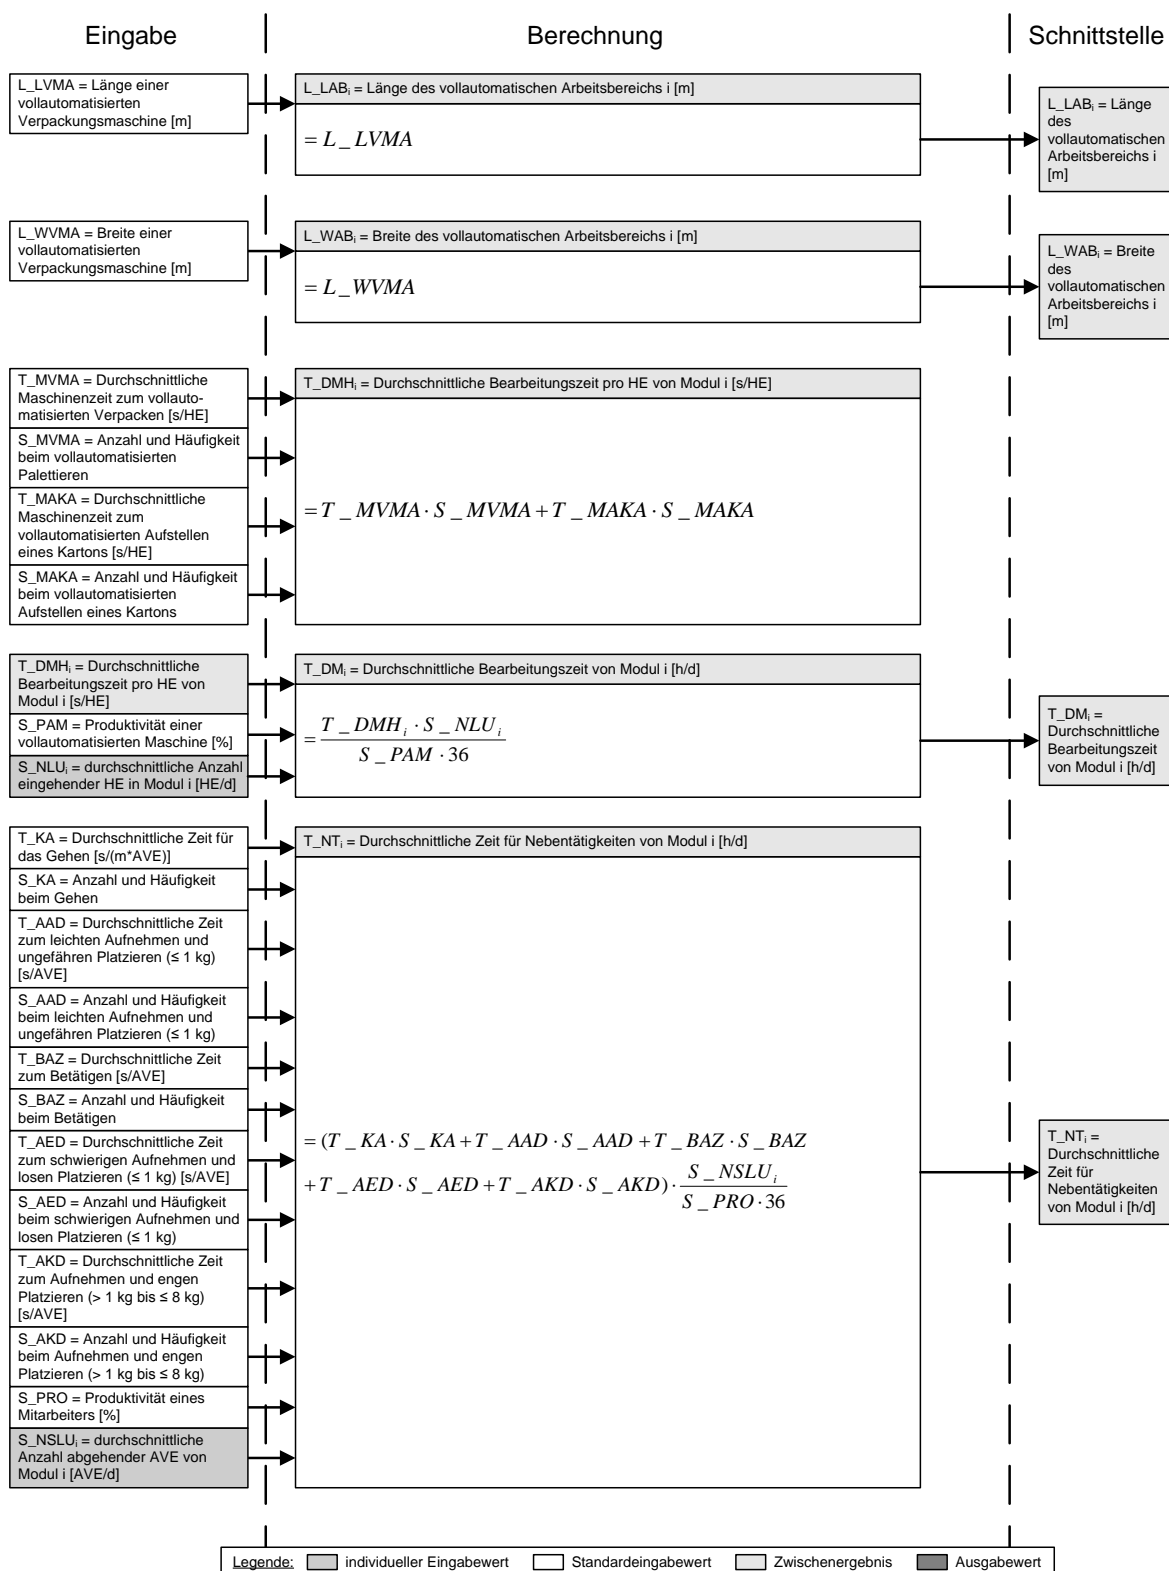 Eingabe
Berechnung
Schnittstelle
L_LVMA = Länge einer
vollautomatisierten
Verpackungsmaschine [m]
L_LABi = Länge des vollautomatischen Arbeitsbereichs i [m]
= L_LVMA
L_LABi = Länge
des
vollautomatischen
Arbeitsbereichs i
[m]
L_WVMA = Breite einer
vollautomatisierten
Verpackungsmaschine [m]
L_WABi = Breite des vollautomatischen Arbeitsbereichs i [m]
= L_WVMA
L_WABi = Breite
des
vollautomatischen
Arbeitsbereichs i
[m]
T_MVMA = Durchschnittliche
Maschinenzeit zum vollauto-
matisierten Verpacken [s/HE]
S_MVMA = Anzahl und Häufigkeit
beim vollautomatisierten
Palettieren
T_MAKA = Durchschnittliche
Maschinenzeit zum
vollautomatisierten Aufstellen
eines Kartons [s/HE]
S_MAKA = Anzahl und Häufigkeit
beim vollautomatisierten
Aufstellen eines Kartons
T_DMHi = Durchschnittliche Bearbeitungszeit pro HE von Modul i [s/HE]
= T_MVMA · S_MVMA + T_MAKA · S_MAKA
T_DMHi = Durchschnittliche
Bearbeitungszeit pro HE von
Modul i [s/HE]
S_PAM = Produktivität einer
vollautomatisierten Maschine [%]
S_NLUi = durchschnittliche Anzahl
eingehender HE in Modul i [HE/d]
T_DMi = Durchschnittliche Bearbeitungszeit von Modul i [h/d]
= T_DMHi · S_NLUi
S_PAM · 36
T_DMi =
Durchschnittliche
Bearbeitungszeit
von Modul i [h/d]
T_KA = Durchschnittliche Zeit für
das Gehen [s/(m*AVE)]
S_KA = Anzahl und Häufigkeit
beim Gehen
T_AAD = Durchschnittliche Zeit
zum leichten Aufnehmen und
ungefähren Platzieren (≤ 1 kg)
[s/AVE]
S_AAD = Anzahl und Häufigkeit
beim leichten Aufnehmen und
ungefähren Platzieren (≤ 1 kg)
T_BAZ = Durchschnittliche Zeit
zum Betätigen [s/AVE]
S_BAZ = Anzahl und Häufigkeit
beim Betätigen
T_AED = Durchschnittliche Zeit
zum schwierigen Aufnehmen und
losen Platzieren (≤ 1 kg) [s/AVE]
S_AED = Anzahl und Häufigkeit
beim schwierigen Aufnehmen und
losen Platzieren (≤ 1 kg)
T_AKD = Durchschnittliche Zeit
zum Aufnehmen und engen
Platzieren (> 1 kg bis ≤ 8 kg)
[s/AVE]
S_AKD = Anzahl und Häufigkeit
beim Aufnehmen und engen
Platzieren (> 1 kg bis ≤ 8 kg)
S_PRO = Produktivität eines
Mitarbeiters [%]
S_NSLUi = durchschnittliche
Anzahl abgehender AVE von
Modul i [AVE/d]
T_NTi = Durchschnittliche Zeit für Nebentätigkeiten von Modul i [h/d]
= (T_KA · S_KA + T_AAD · S_AAD + T_BAZ · S_BAZ
+ T_AED · S_AED + T_AKD · S_AKD) · S_NSLUi
S_PRO · 36
T_NTi =
Durchschnittliche
Zeit für
Nebentätigkeiten
von Modul i [h/d]
Legende: individueller Eingabewert Standardeingabewert Zwischenergebnis Ausgabewert